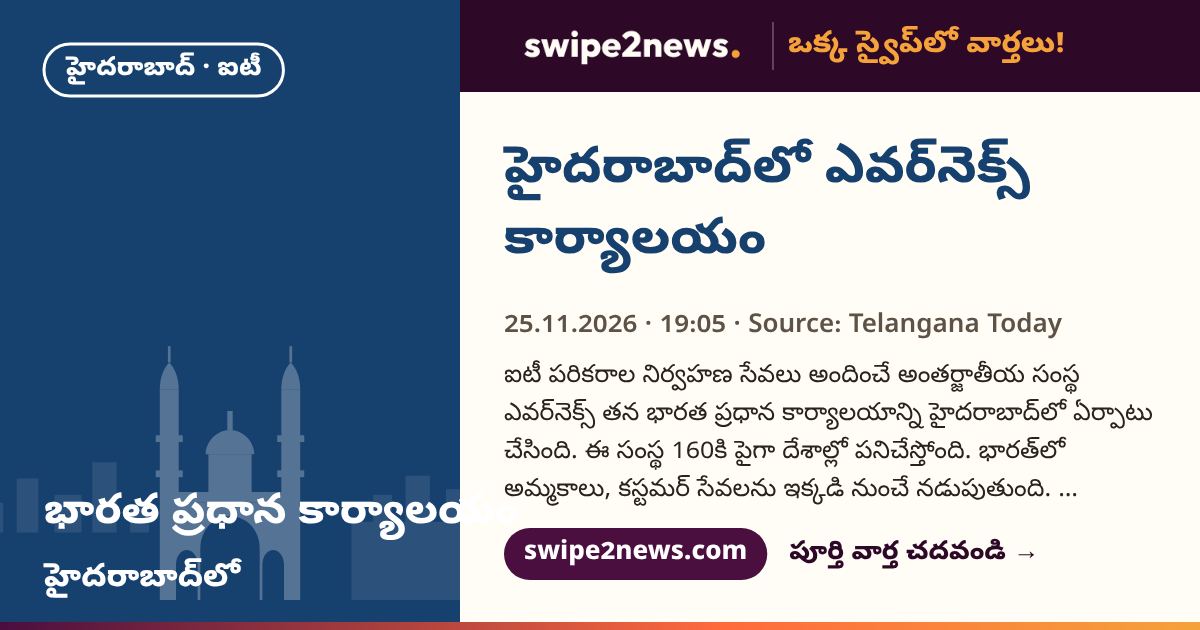 హైదరాబాద్ · ఐటీ
భారత ప్రధాన కార్యాలయం
హైదరాబాద్‌లో
swipe2news.
ఒక్క స్వైప్‌లో వార్తలు!
హైదరాబాద్‌లో ఎవర్‌నెక్స్
కార్యాలయం
25.11.2026 · 19:05 · Source: Telangana Today
ఐటీ పరికరాల నిర్వహణ సేవలు అందించే అంతర్జాతీయ సంస్థ
ఎవర్‌నెక్స్ తన భారత ప్రధాన కార్యాలయాన్ని హైదరాబాద్‌లో ఏర్పాటు
చేసింది. ఈ సంస్థ 160కి పైగా దేశాల్లో పనిచేస్తోంది. భారత్‌లో
అమ్మకాలు, కస్టమర్ సేవలను ఇక్కడి నుంచే నడుపుతుంది. ...
swipe2news.com
పూర్తి వార్త చదవండి →